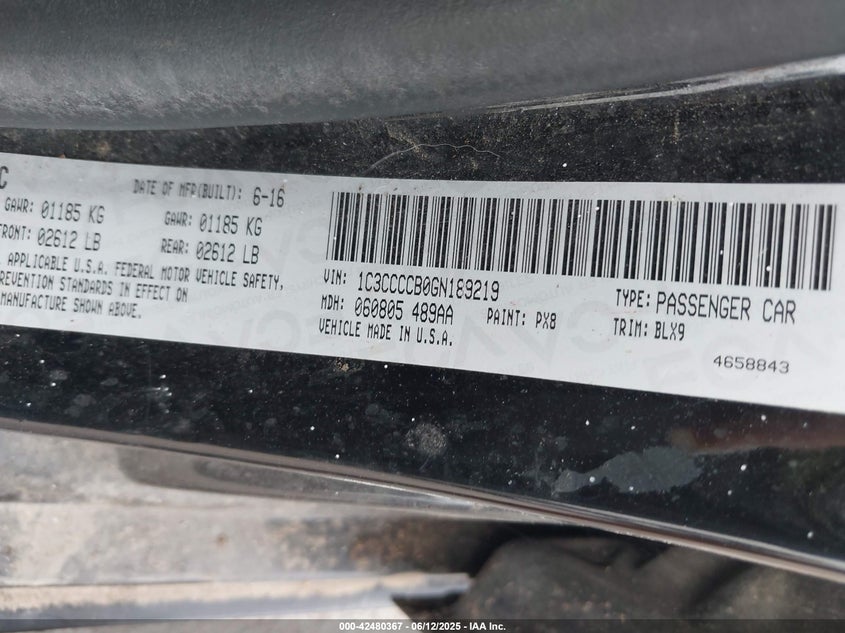 C
DATE OF MFR(BUILT): 6-16
GAWR: 01185 KG GAWR: 01185 KG
FRONT: 02612 LB REAR: 02612 LB
APPLICABLE U.S.A. FEDERAL MOTOR VEHICLE SAFETY,
PREVENTION STANDARDS IN EFFECT ON
MANUFACTURE SHOWN ABOVE.
VIN: 1C3CCCCB0GN189219 TYPE: PASSENGER CAR
MDH: 060805 489AA PAINT: PX8 TRIM: BLX9
VEHICLE MADE IN U.S.A.
4658843
000-42480367 - 06/12/2025 - IAA Inc.